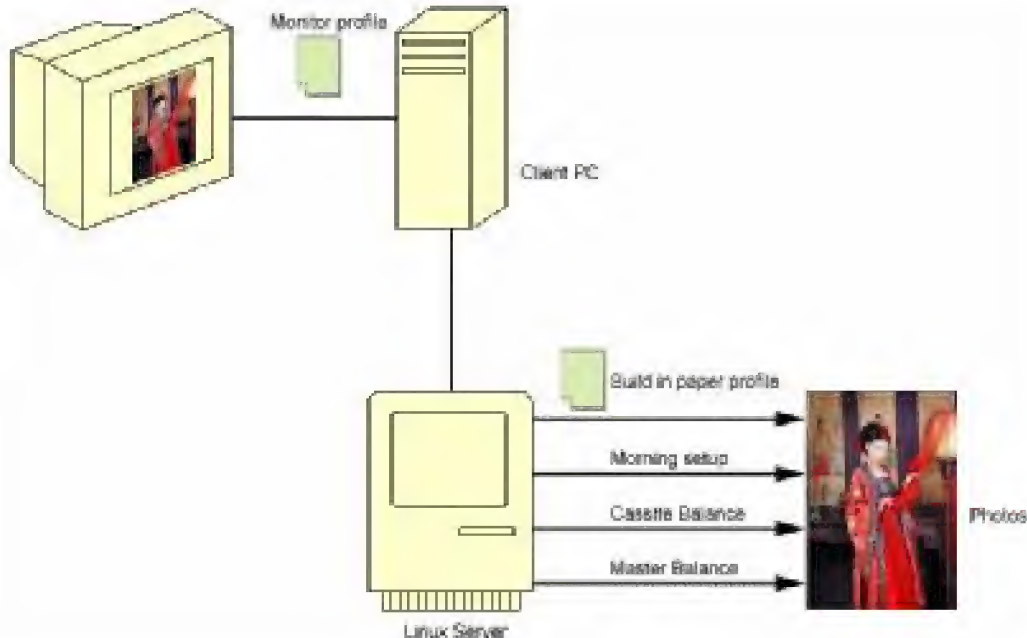 Monitor profile
Client PC
Build in paper profile
Morning setup
Cassette Balance
Master Balance
Photos
Linux Server